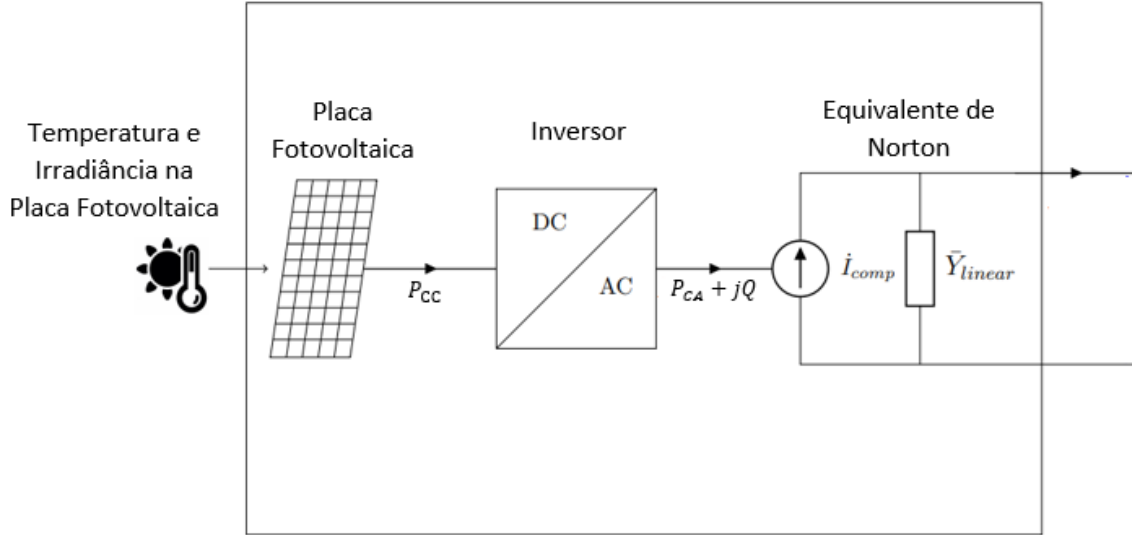 Temperatura e
Irradiância na
Placa Fotovoltaica
Placa
Fotovoltaica
P_CC
Inversor
DC
AC
P_CA + jQ
Equivalente de
Norton
İ_comp
Ȳ_linear